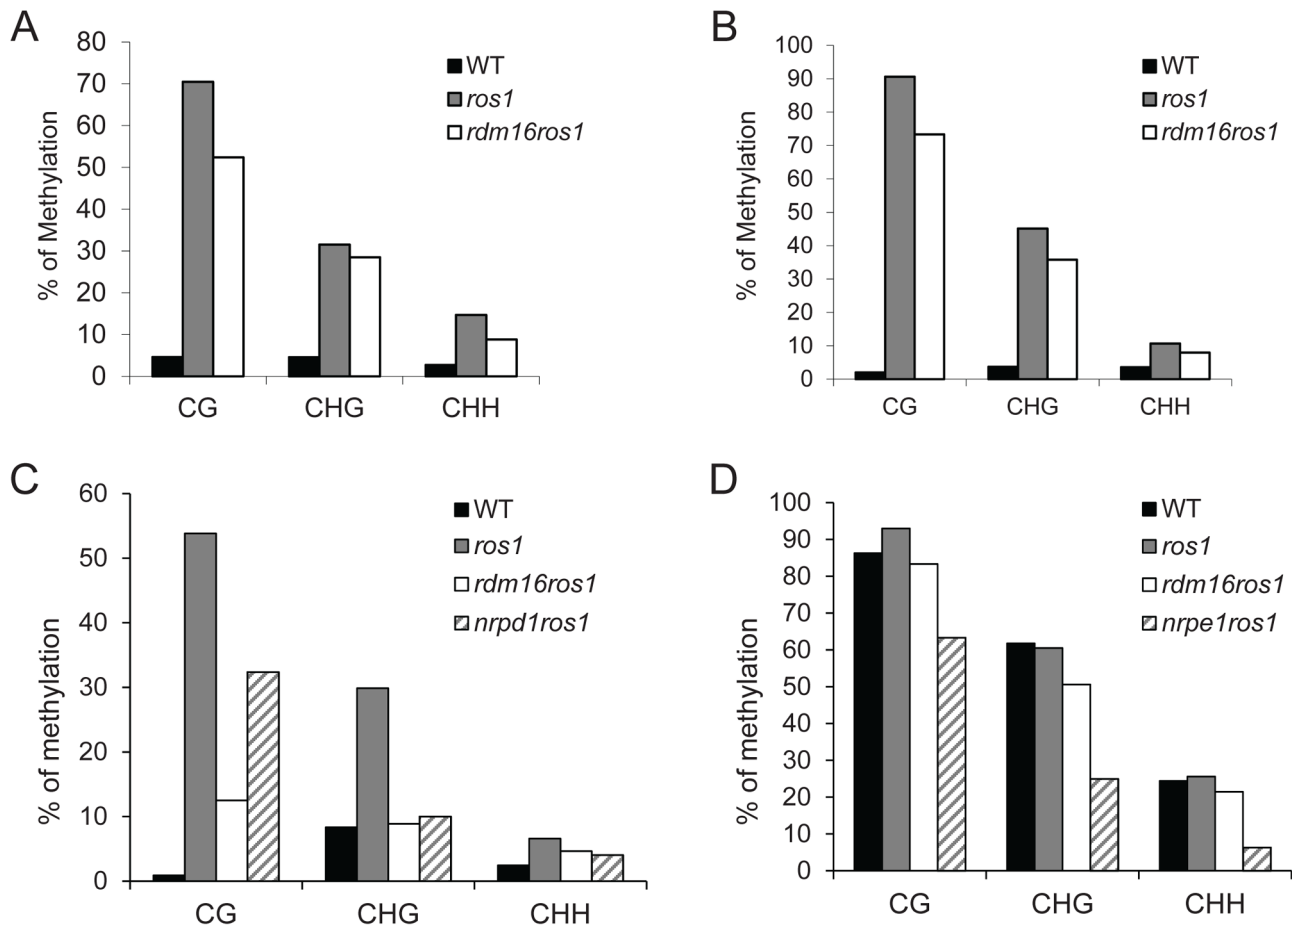 A
% of Methylation
80
70
60
50
40
30
20
10
0
WT
ros1
rdm16ros1
CG CHG CHH
B
% of Methylation
100
90
80
70
60
50
40
30
20
10
0
WT
ros1
rdm16ros1
CG CHG CHH
C
% of methylation
60
50
40
30
20
10
0
WT
ros1
rdm16ros1
nrpd1ros1
CG CHG CHH
D
% of methylation
100
90
80
70
60
50
40
30
20
10
0
WT
ros1
rdm16ros1
nrpe1ros1
CG CHG CHH